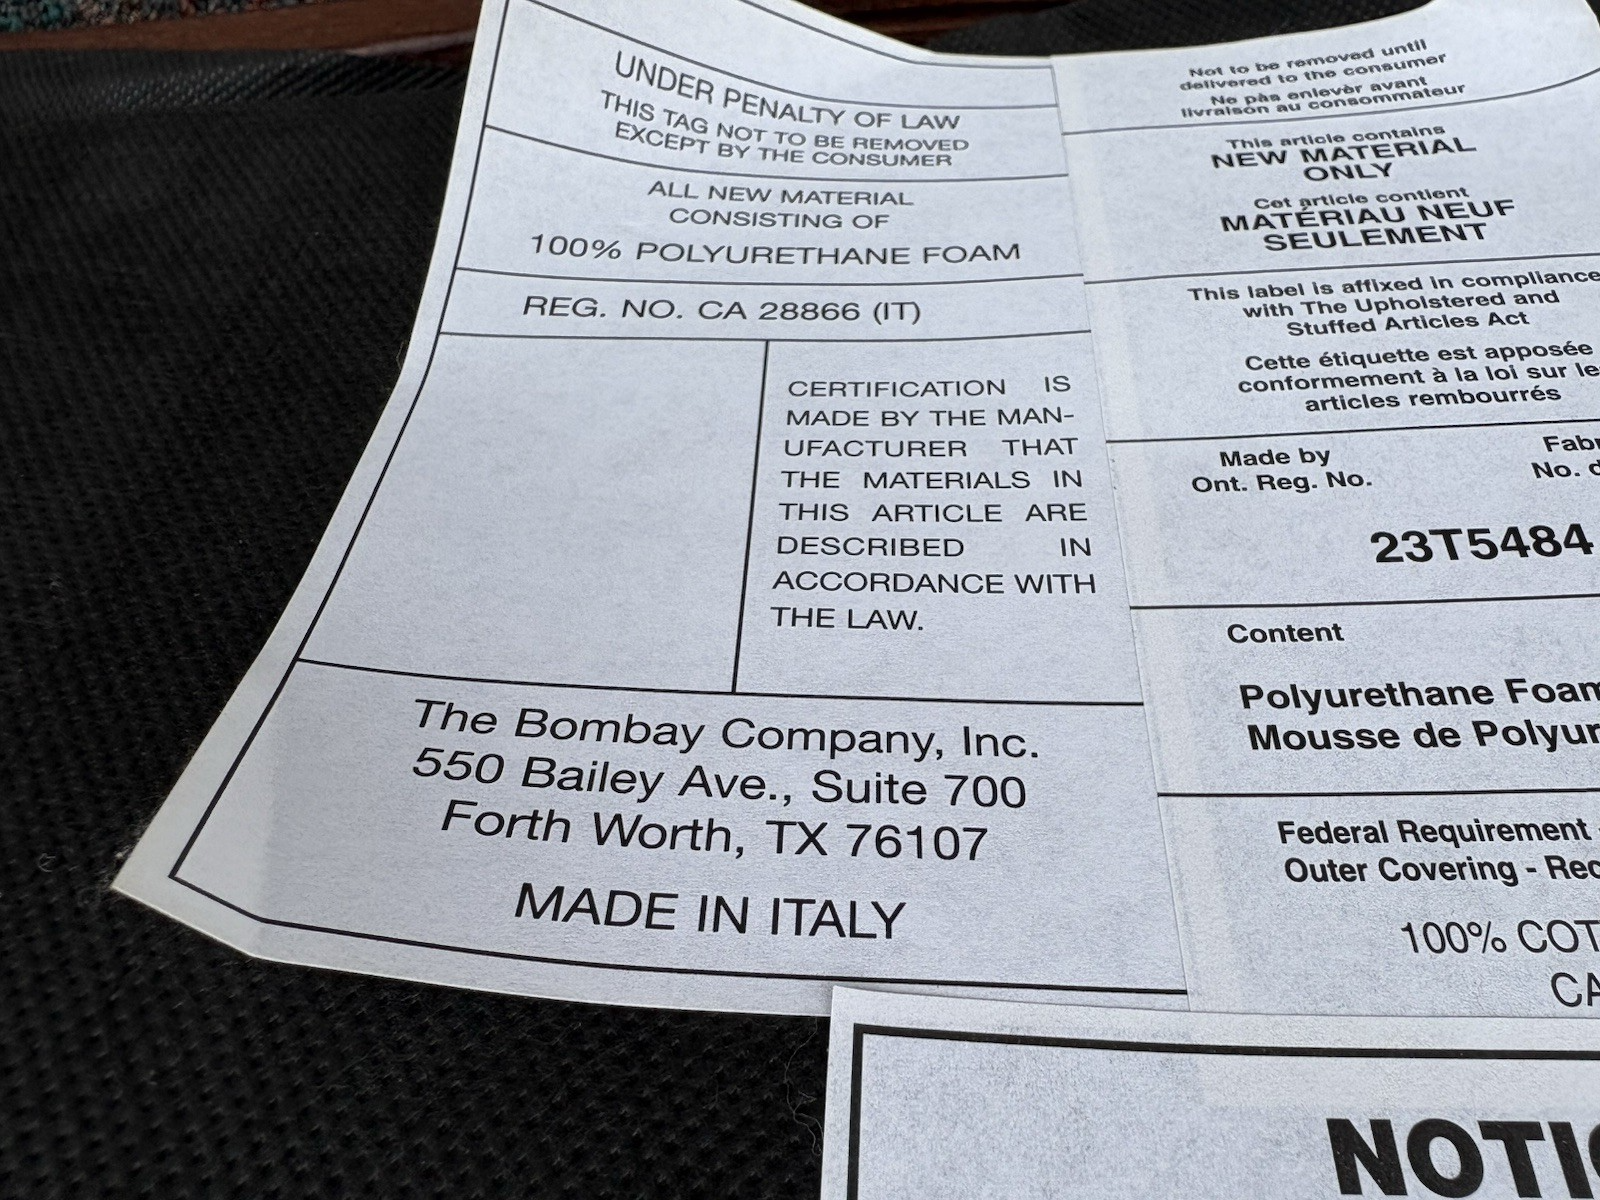 UNDER PENALTY OF LAW
THIS TAG NOT TO BE REMOVED
EXCEPT BY THE CONSUMER
ALL NEW MATERIAL
CONSISTING OF
100% POLYURETHANE FOAM
REG. NO. CA 28866 (IT)
CERTIFICATION IS
MADE BY THE MAN-
UFACTURER THAT
THE MATERIALS IN
THIS ARTICLE ARE
DESCRIBED IN
ACCORDANCE WITH
THE LAW.
The Bombay Company, Inc.
550 Bailey Ave., Suite 700
Forth Worth, TX 76107
MADE IN ITALY
Not to be removed until
delivered to the consumer
Ne pas enlevèr avant
livraison au consommateur
This article contains
NEW MATERIAL
ONLY
Cet article contient
MATÉRIAU NEUF
SEULEMENT
This label is affixed in compliance
with The Upholstered and
Stuffed Articles Act
Cette étiquette est apposée
conformement à la loi sur les
articles rembourrés
Made by
Ont. Reg. No.
No.
23T5484
Content
Polyurethane Foam
Mousse de
Federal Requirement
Outer Covering -
100%